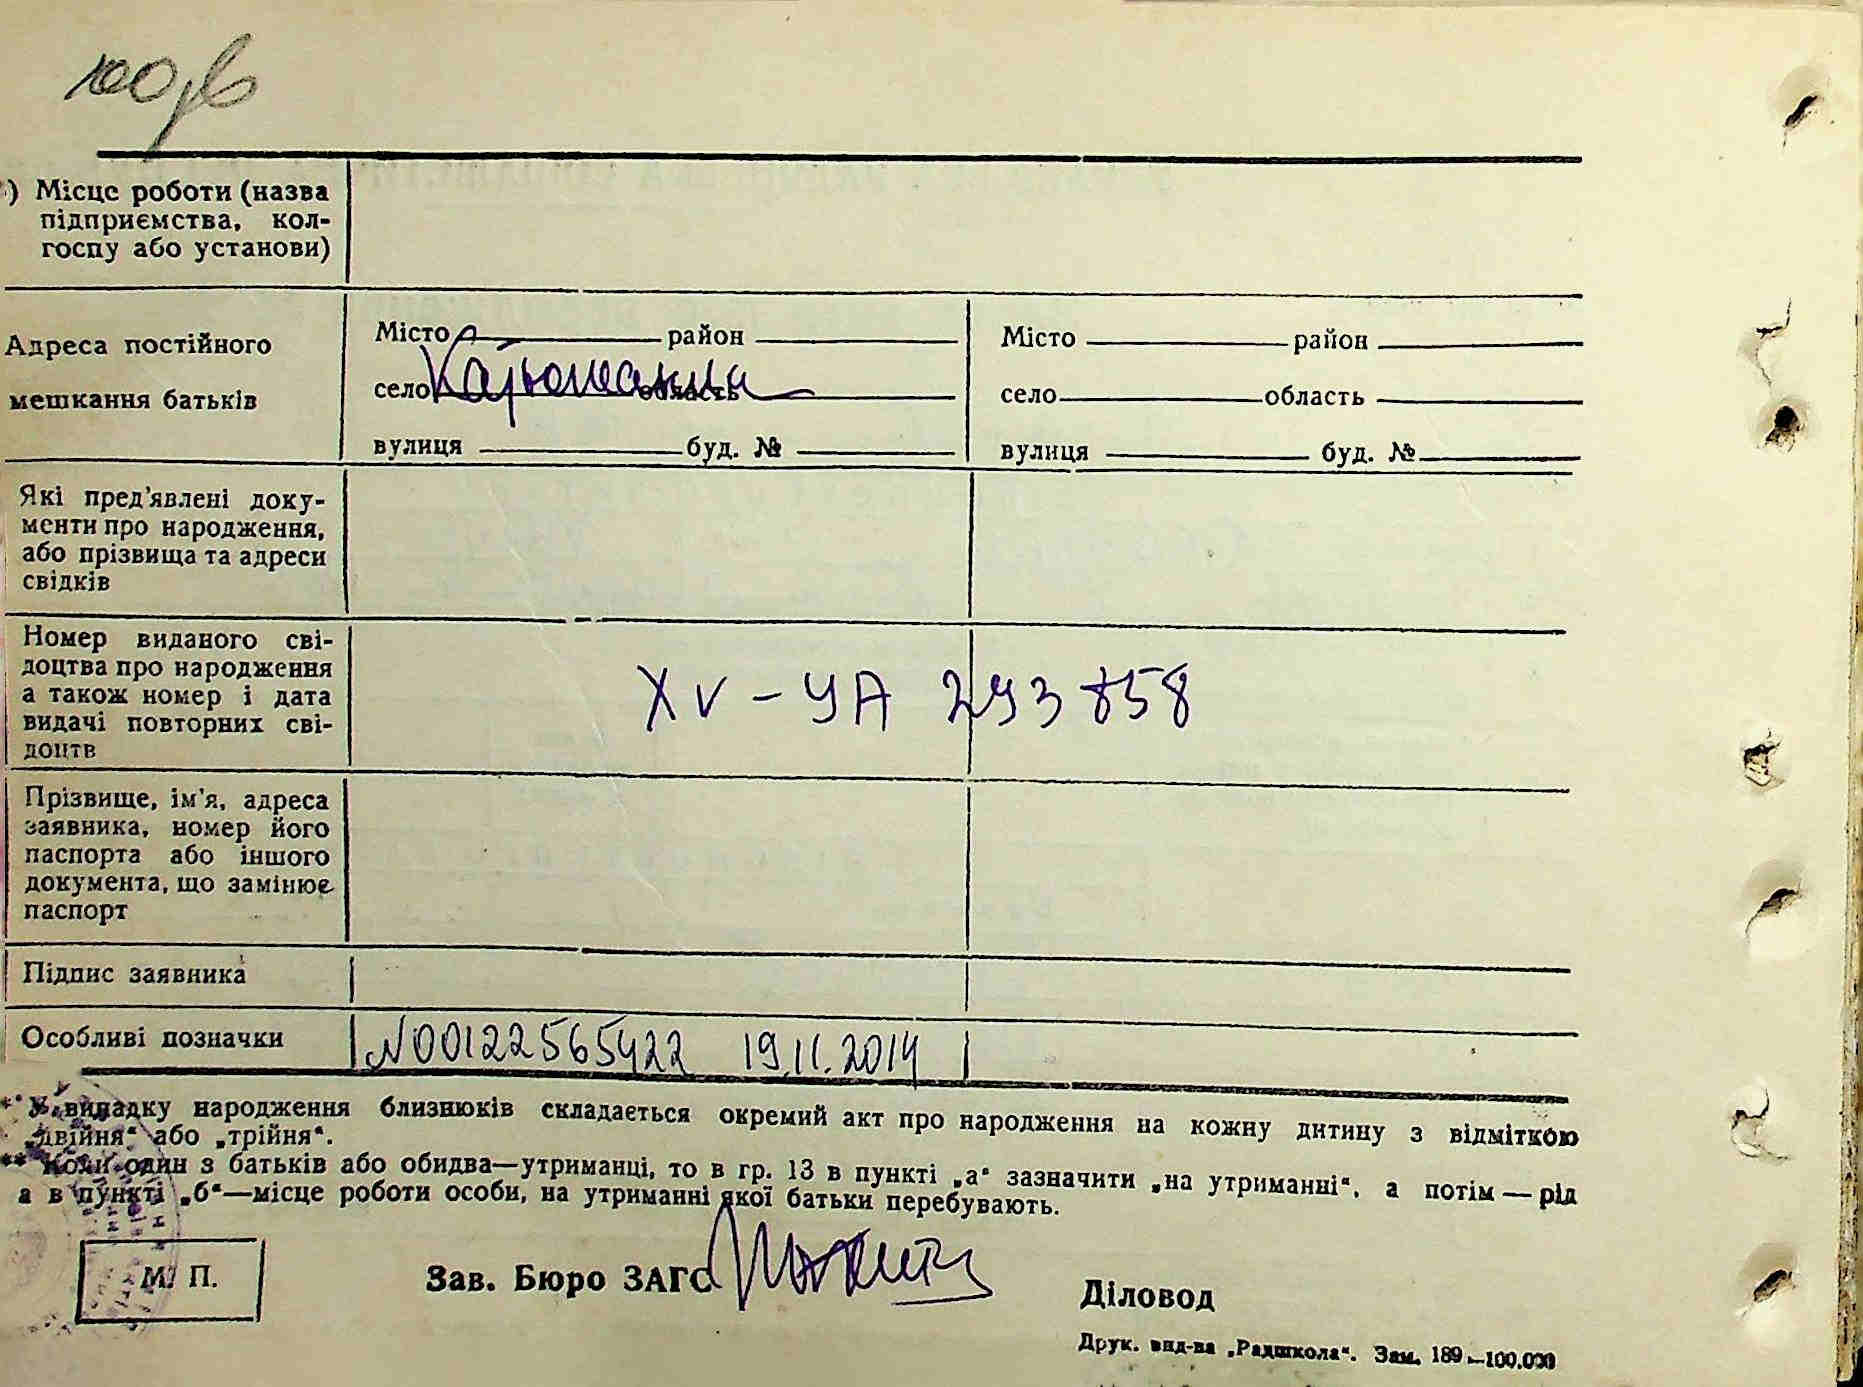 ) Місце роботи (назва
підприємства, кол-
госпу або установи)
Адреса постійного
мешкання батьків
Місто район
село область
вулиця буд. №
Місто район
село область
вулиця буд. №
Які пред'явлені доку-
менти про народження,
або прізвища та адреси
свідків
Номер виданого сві-
доцтва про народження
а також номер і дата
видачі повторних сві-
доцтв
XV - УА 293858
Прізвище, ім'я, адреса
заявника, номер його
паспорта або іншого
документа, що замінює
паспорт
Підпис заявника
Особливі позначки
N00122565422 19.11.2014
* У випадку народження близнюків складається окремий акт про народження на кожну дитину з відміткою
„двійня“ або „трійня“.
** Коли один з батьків або обидва—утриманці, то в гр. 13 в пункті „а“ зазначити „на утриманні“, а потім — рід
а в пункті „б“—місце роботи особи, на утриманні якої батьки перебувають.
М. П.
Зав. Бюро ЗАГС
Діловод
Друк. вид-ва „Радшкола“. Зам. 189—100.000